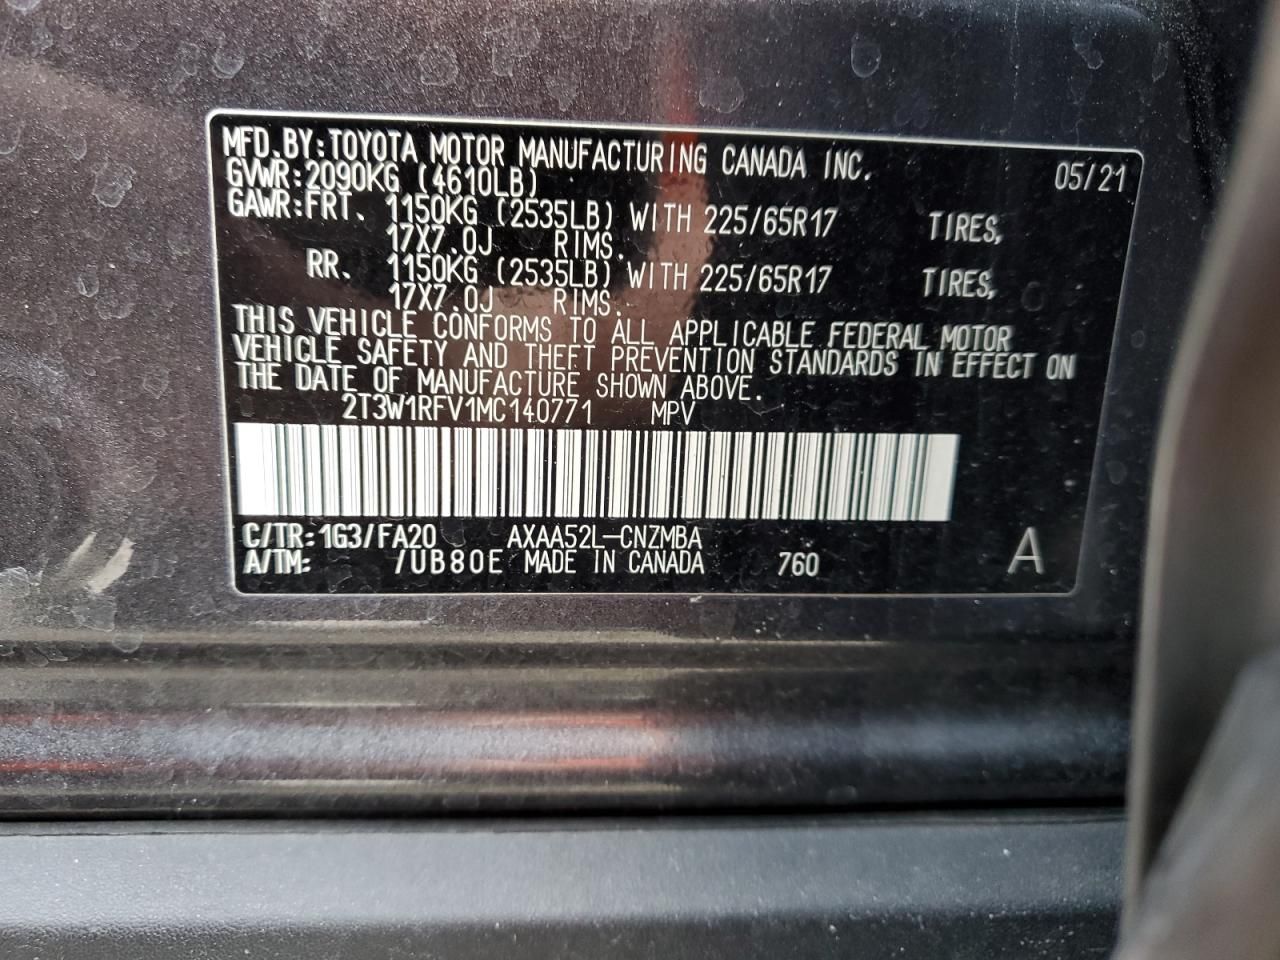 MFD.BY:TOYOTA MOTOR MANUFACTURING CANADA INC. 05/21
GVWR:2090KG (4610LB)
GAWR:FRT. 1150KG (2535LB) WITH 225/65R17 TIRES,
17X7.0J RIMS.
RR. 1150KG (2535LB) WITH 225/65R17 TIRES,
17X7.0J RIMS.
THIS VEHICLE CONFORMS TO ALL APPLICABLE FEDERAL MOTOR
VEHICLE SAFETY AND THEFT PREVENTION STANDARDS IN EFFECT ON
THE DATE OF MANUFACTURE SHOWN ABOVE.
2T3W1RFV1MC140771 MPV
C/TR:1G3/FA20 AXAA52L-CNZMBA
A/TM: /UB80E MADE IN CANADA 760 A